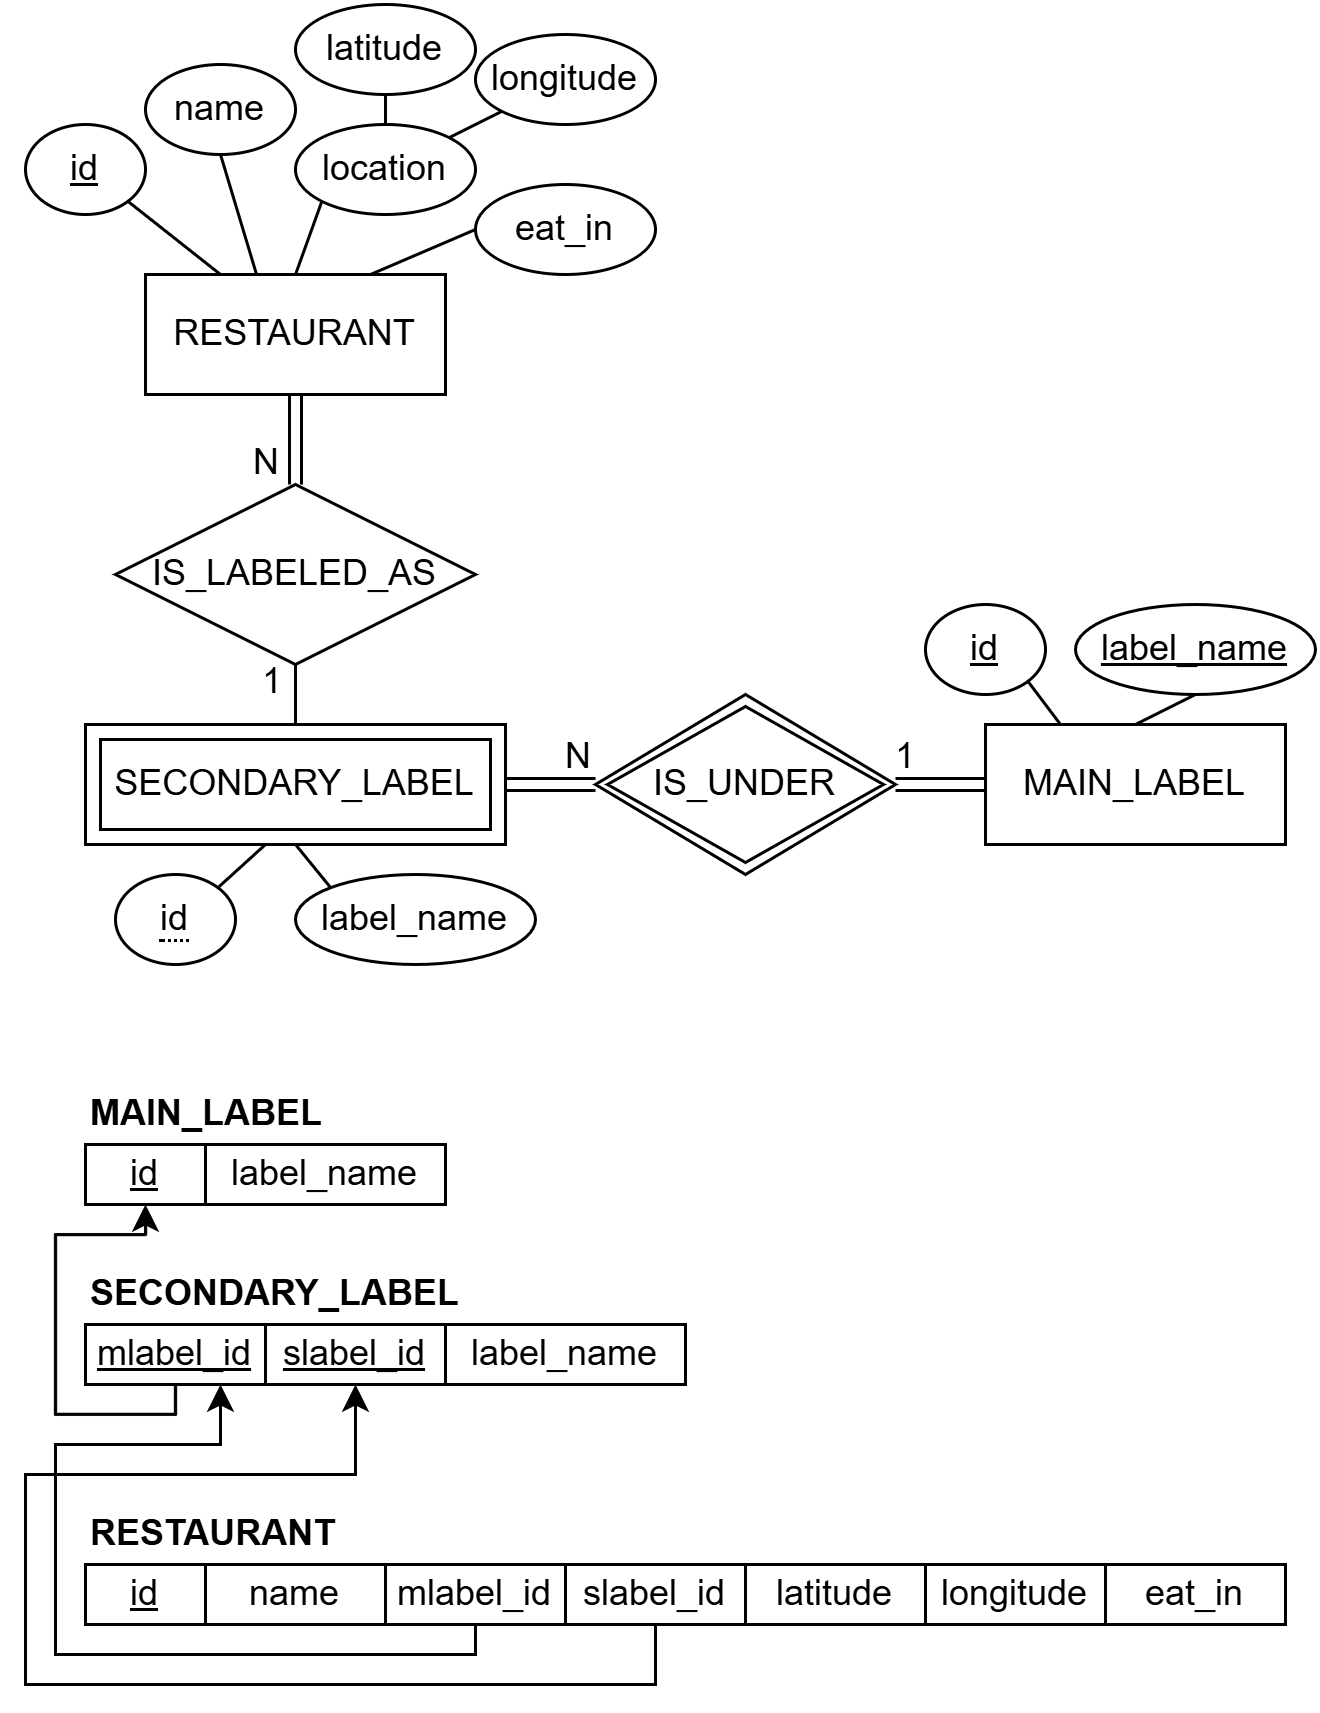 latitude
longitude
name
id
location
eat_in
RESTAURANT
N
IS_LABELED_AS
1
id
label_name
SECONDARY_LABEL
N
IS_UNDER
1
MAIN_LABEL
id
label_name
MAIN_LABEL
id label_name
SECONDARY_LABEL
mlabel_id slabel_id label_name
RESTAURANT
id name mlabel_id slabel_id latitude longitude eat_in